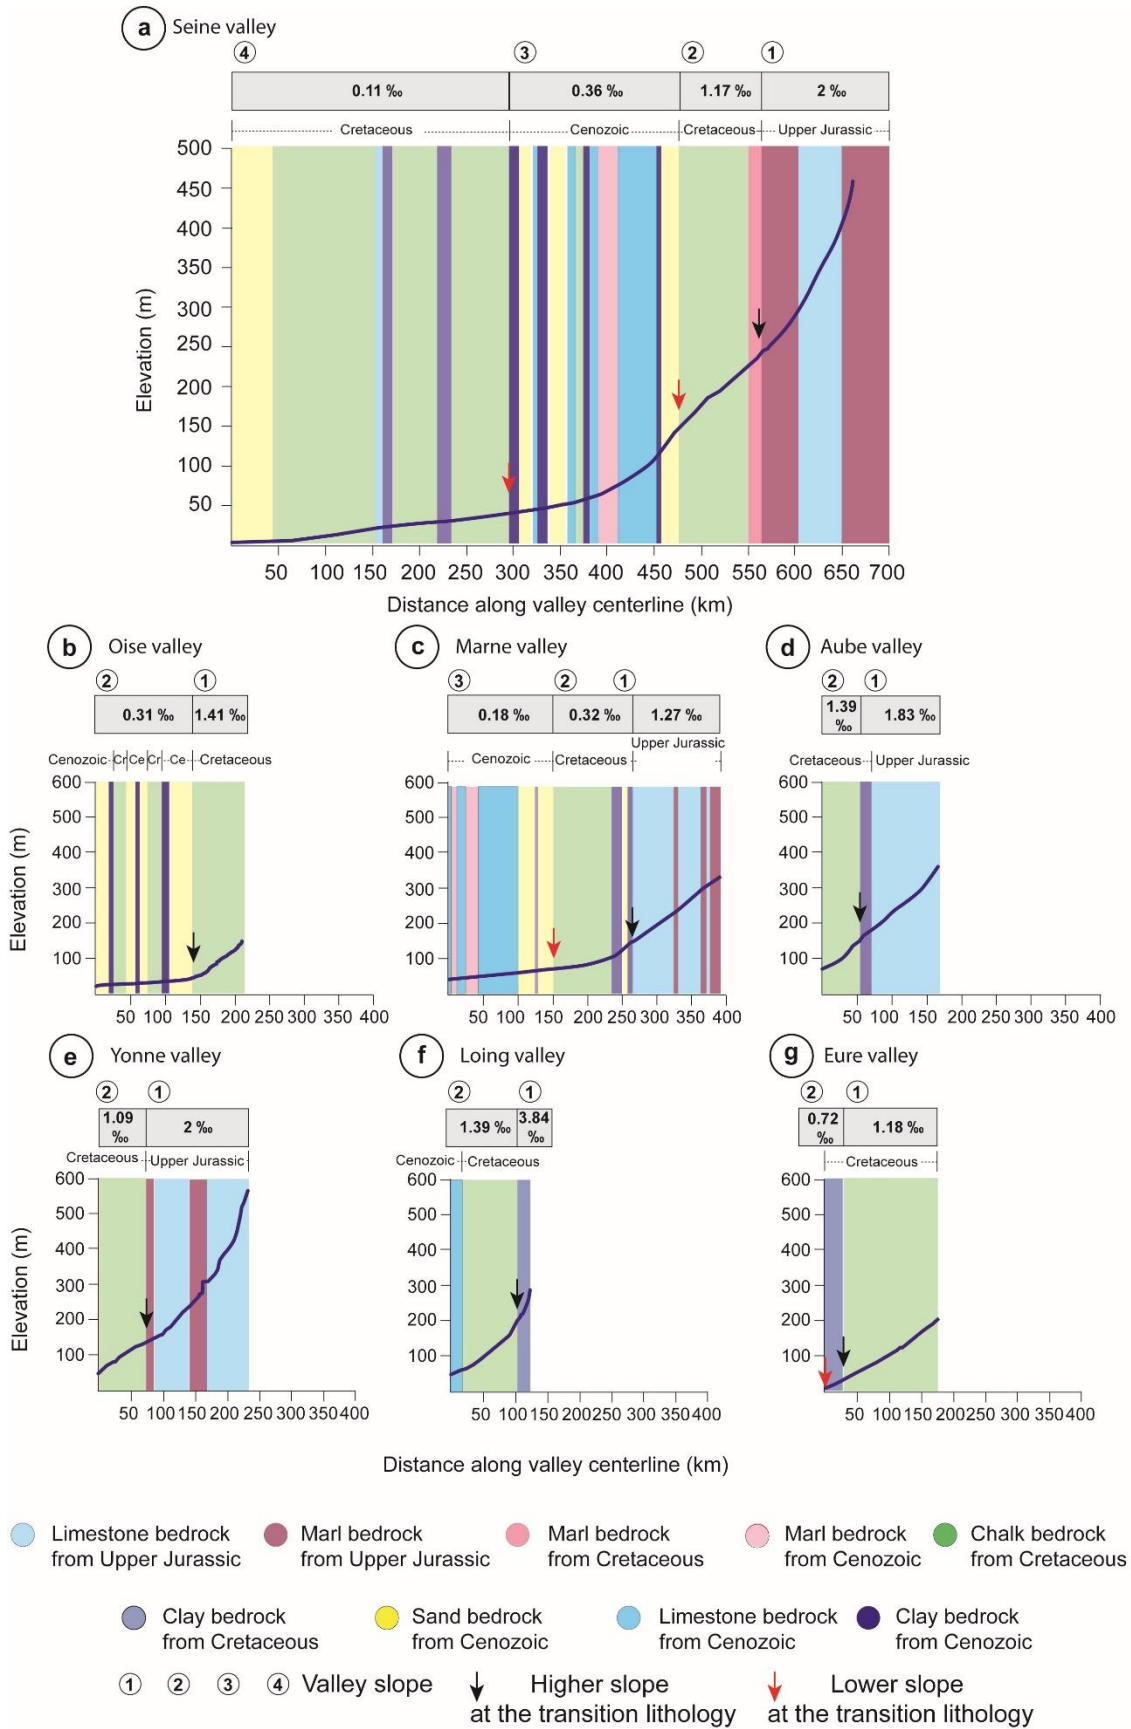 a Seine valley
4 3 2 1
0.11 ‰ 0.36 ‰ 1.17 ‰ 2 ‰
Cretaceous Cenozoic Cretaceous Upper Jurassic
Elevation (m)
500
450
400
350
300
250
200
150
100
50
50 100 150 200 250 300 350 400 450 500 550 600 650 700
Distance along valley centerline (km)
b Oise valley
2 1
0.31 ‰ 1.41 ‰
Cenozoic Cr Ce Cr Ce Cretaceous
Elevation (m)
600
500
400
300
200
100
50 100 150 200 250 300 350 400
c Marne valley
3 2 1
0.18 ‰ 0.32 ‰ 1.27 ‰
Upper Jurassic
Cenozoic Cretaceous
600
500
400
300
200
100
50 100 150 200 250 300 350 400
d Aube valley
2 1
1.39 ‰ 1.83 ‰
Cretaceous Upper Jurassic
600
500
400
300
200
100
50 100 150 200 250 300 350 400
e Yonne valley
2 1
1.09 ‰ 2 ‰
Cretaceous Upper Jurassic
Elevation (m)
600
500
400
300
200
100
50 100 150 200 250 300 350 400
f Loing valley
2 1
1.39 ‰ 3.84 ‰
Cenozoic Cretaceous
600
500
400
300
200
100
50 100 150 200 250 300 350 400
g Eure valley
2 1
0.72 ‰ 1.18 ‰
Cretaceous
600
500
400
300
200
100
50 100 150 200 250 300 350 400
Distance along valley centerline (km)
Limestone bedrock
from Upper Jurassic
Marl bedrock
from Upper Jurassic
Marl bedrock
from Cretaceous
Marl bedrock
from Cenozoic
Chalk bedrock
from Cretaceous
Clay bedrock
from Cretaceous
Sand bedrock
from Cenozoic
Limestone bedrock
from Cenozoic
Clay bedrock
from Cenozoic
1 2 3 4 Valley slope
Higher slope
at the transition lithology
Lower slope
at the transition lithology